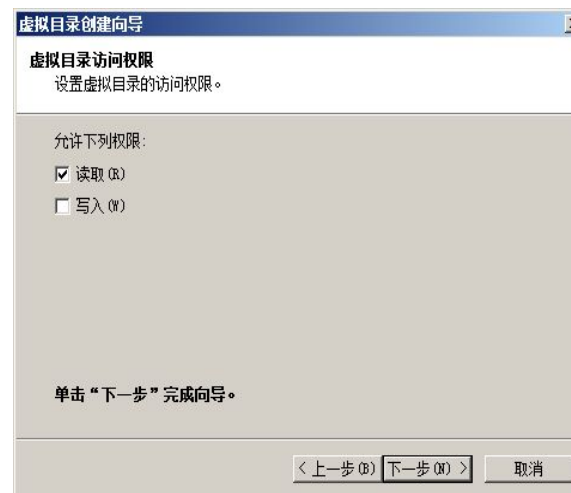 虚拟目录创建向导
虚拟目录访问权限
设置虚拟目录的访问权限。
允许下列权限:
读取(R)
写入(W)
单击“下一步”完成向导。
< 上一步(B) 下一步(N) > 取消